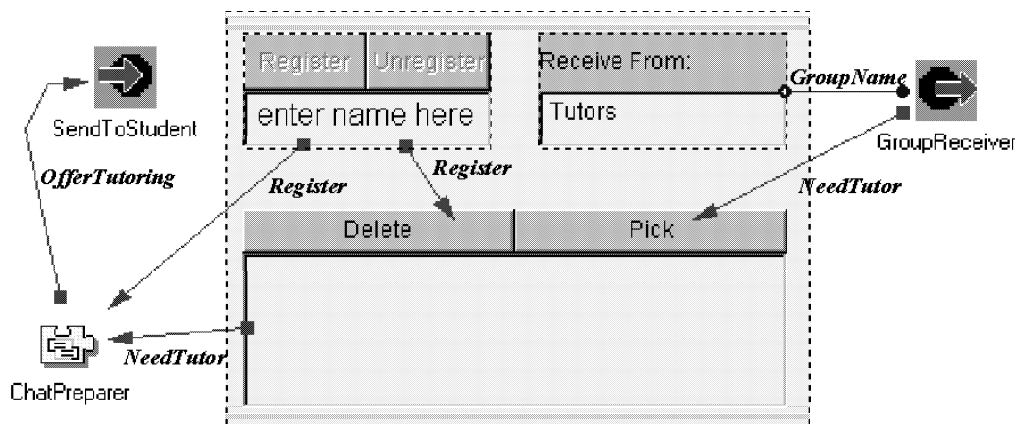 Register Unregister
Receive From:
GroupName
enter name here
Tutors
SendToStudent
GroupReceiver
OfferTutoring
Register
Register
NeedTutor
Delete
Pick
NeedTutor
ChatPreparer